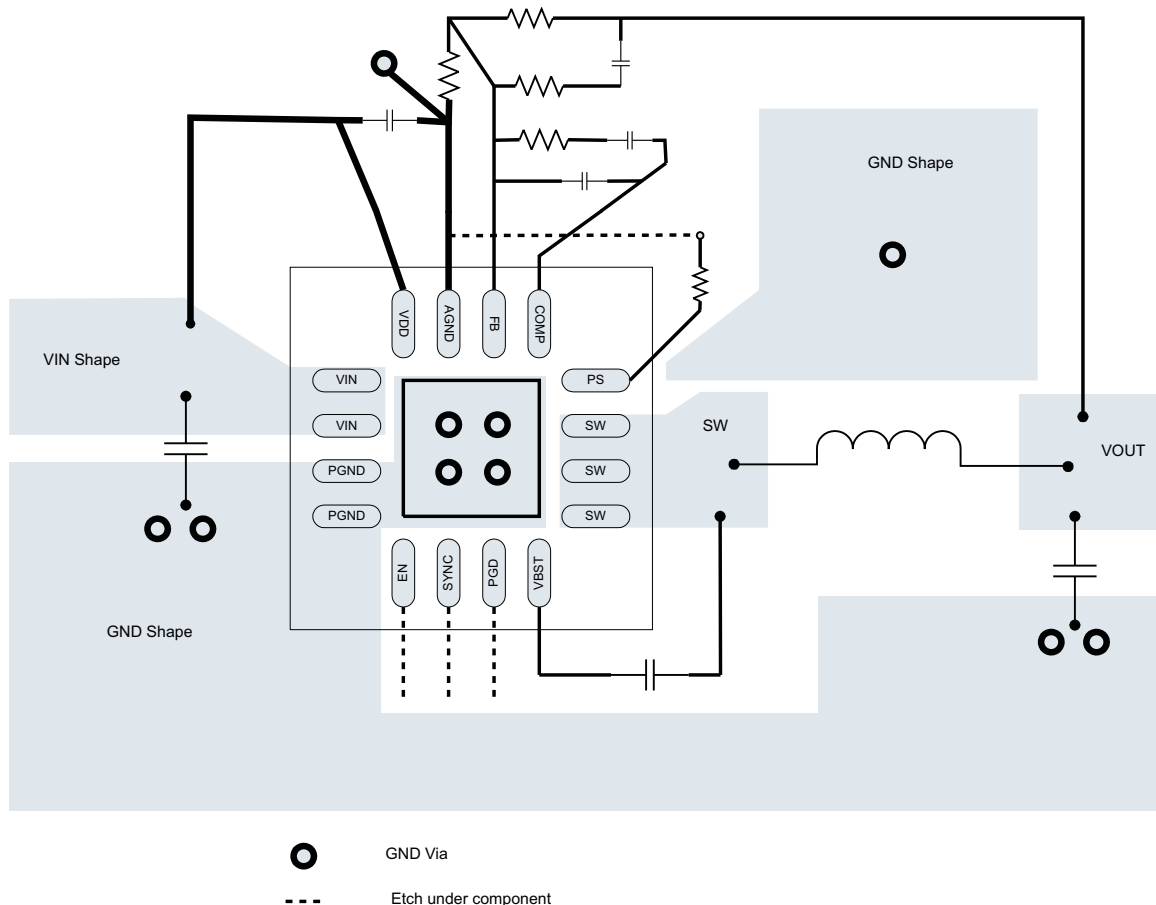 GND Shape
VDD
AGND
FB
COMP
VIN Shape
VIN
PS
VIN
SW
SW
VOUT
PGND
SW
PGND
SW
EN
SYNC
PGD
VBST
GND Shape
GND Via
Etch under component